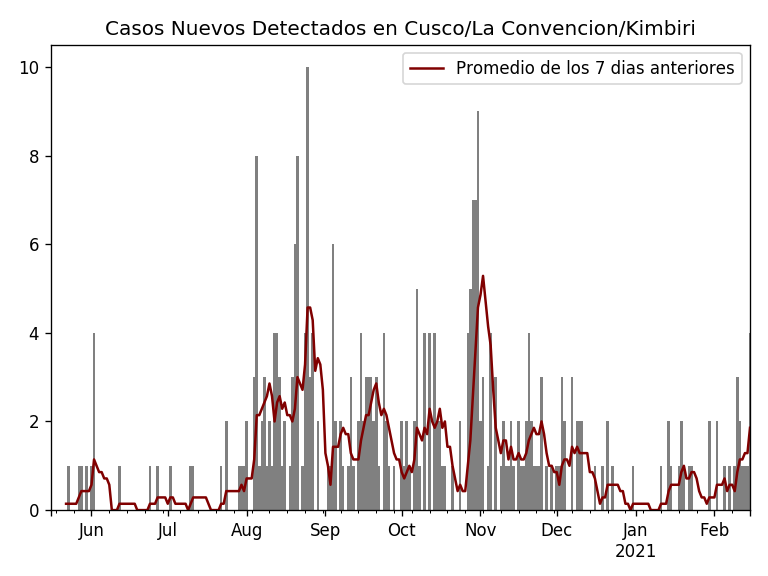 Casos Nuevos Detectados en Cusco/La Convencion/Kimbiri
Promedio de los 7 dias anteriores
10
8
6
4
2
0
Jun Jul Aug Sep Oct Nov Dec Jan Feb
2021